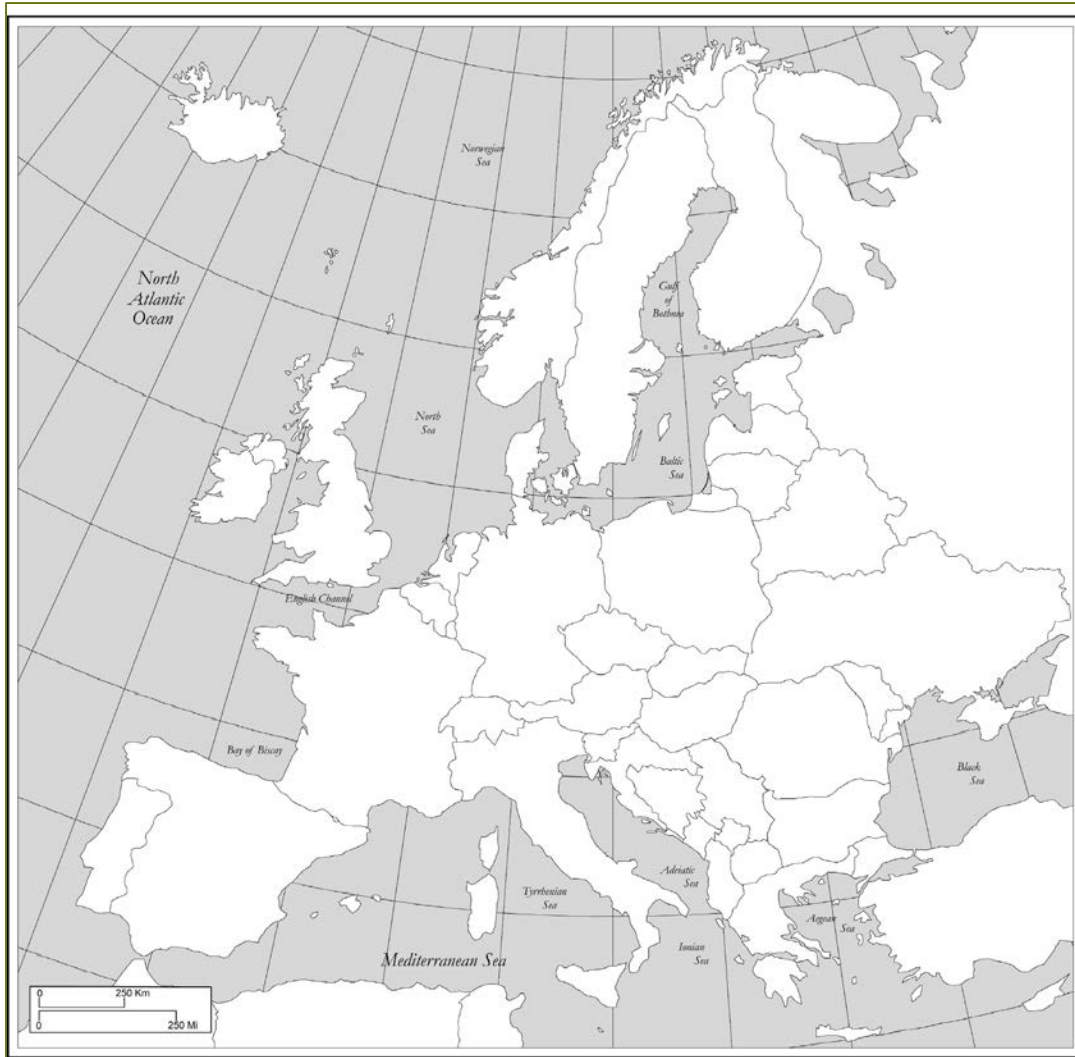 Norwegian
Sea
North
Atlantic
Ocean
Gulf
of
Bothnia
North
Sea
Baltic
Sea
English Channel
Bay of Biscay
Black
Sea
Adriatic
Sea
Tyrrhenian
Sea
Aegean
Sea
Ionian
Sea
Mediterranean Sea
0 250 Km
0 250 Mi